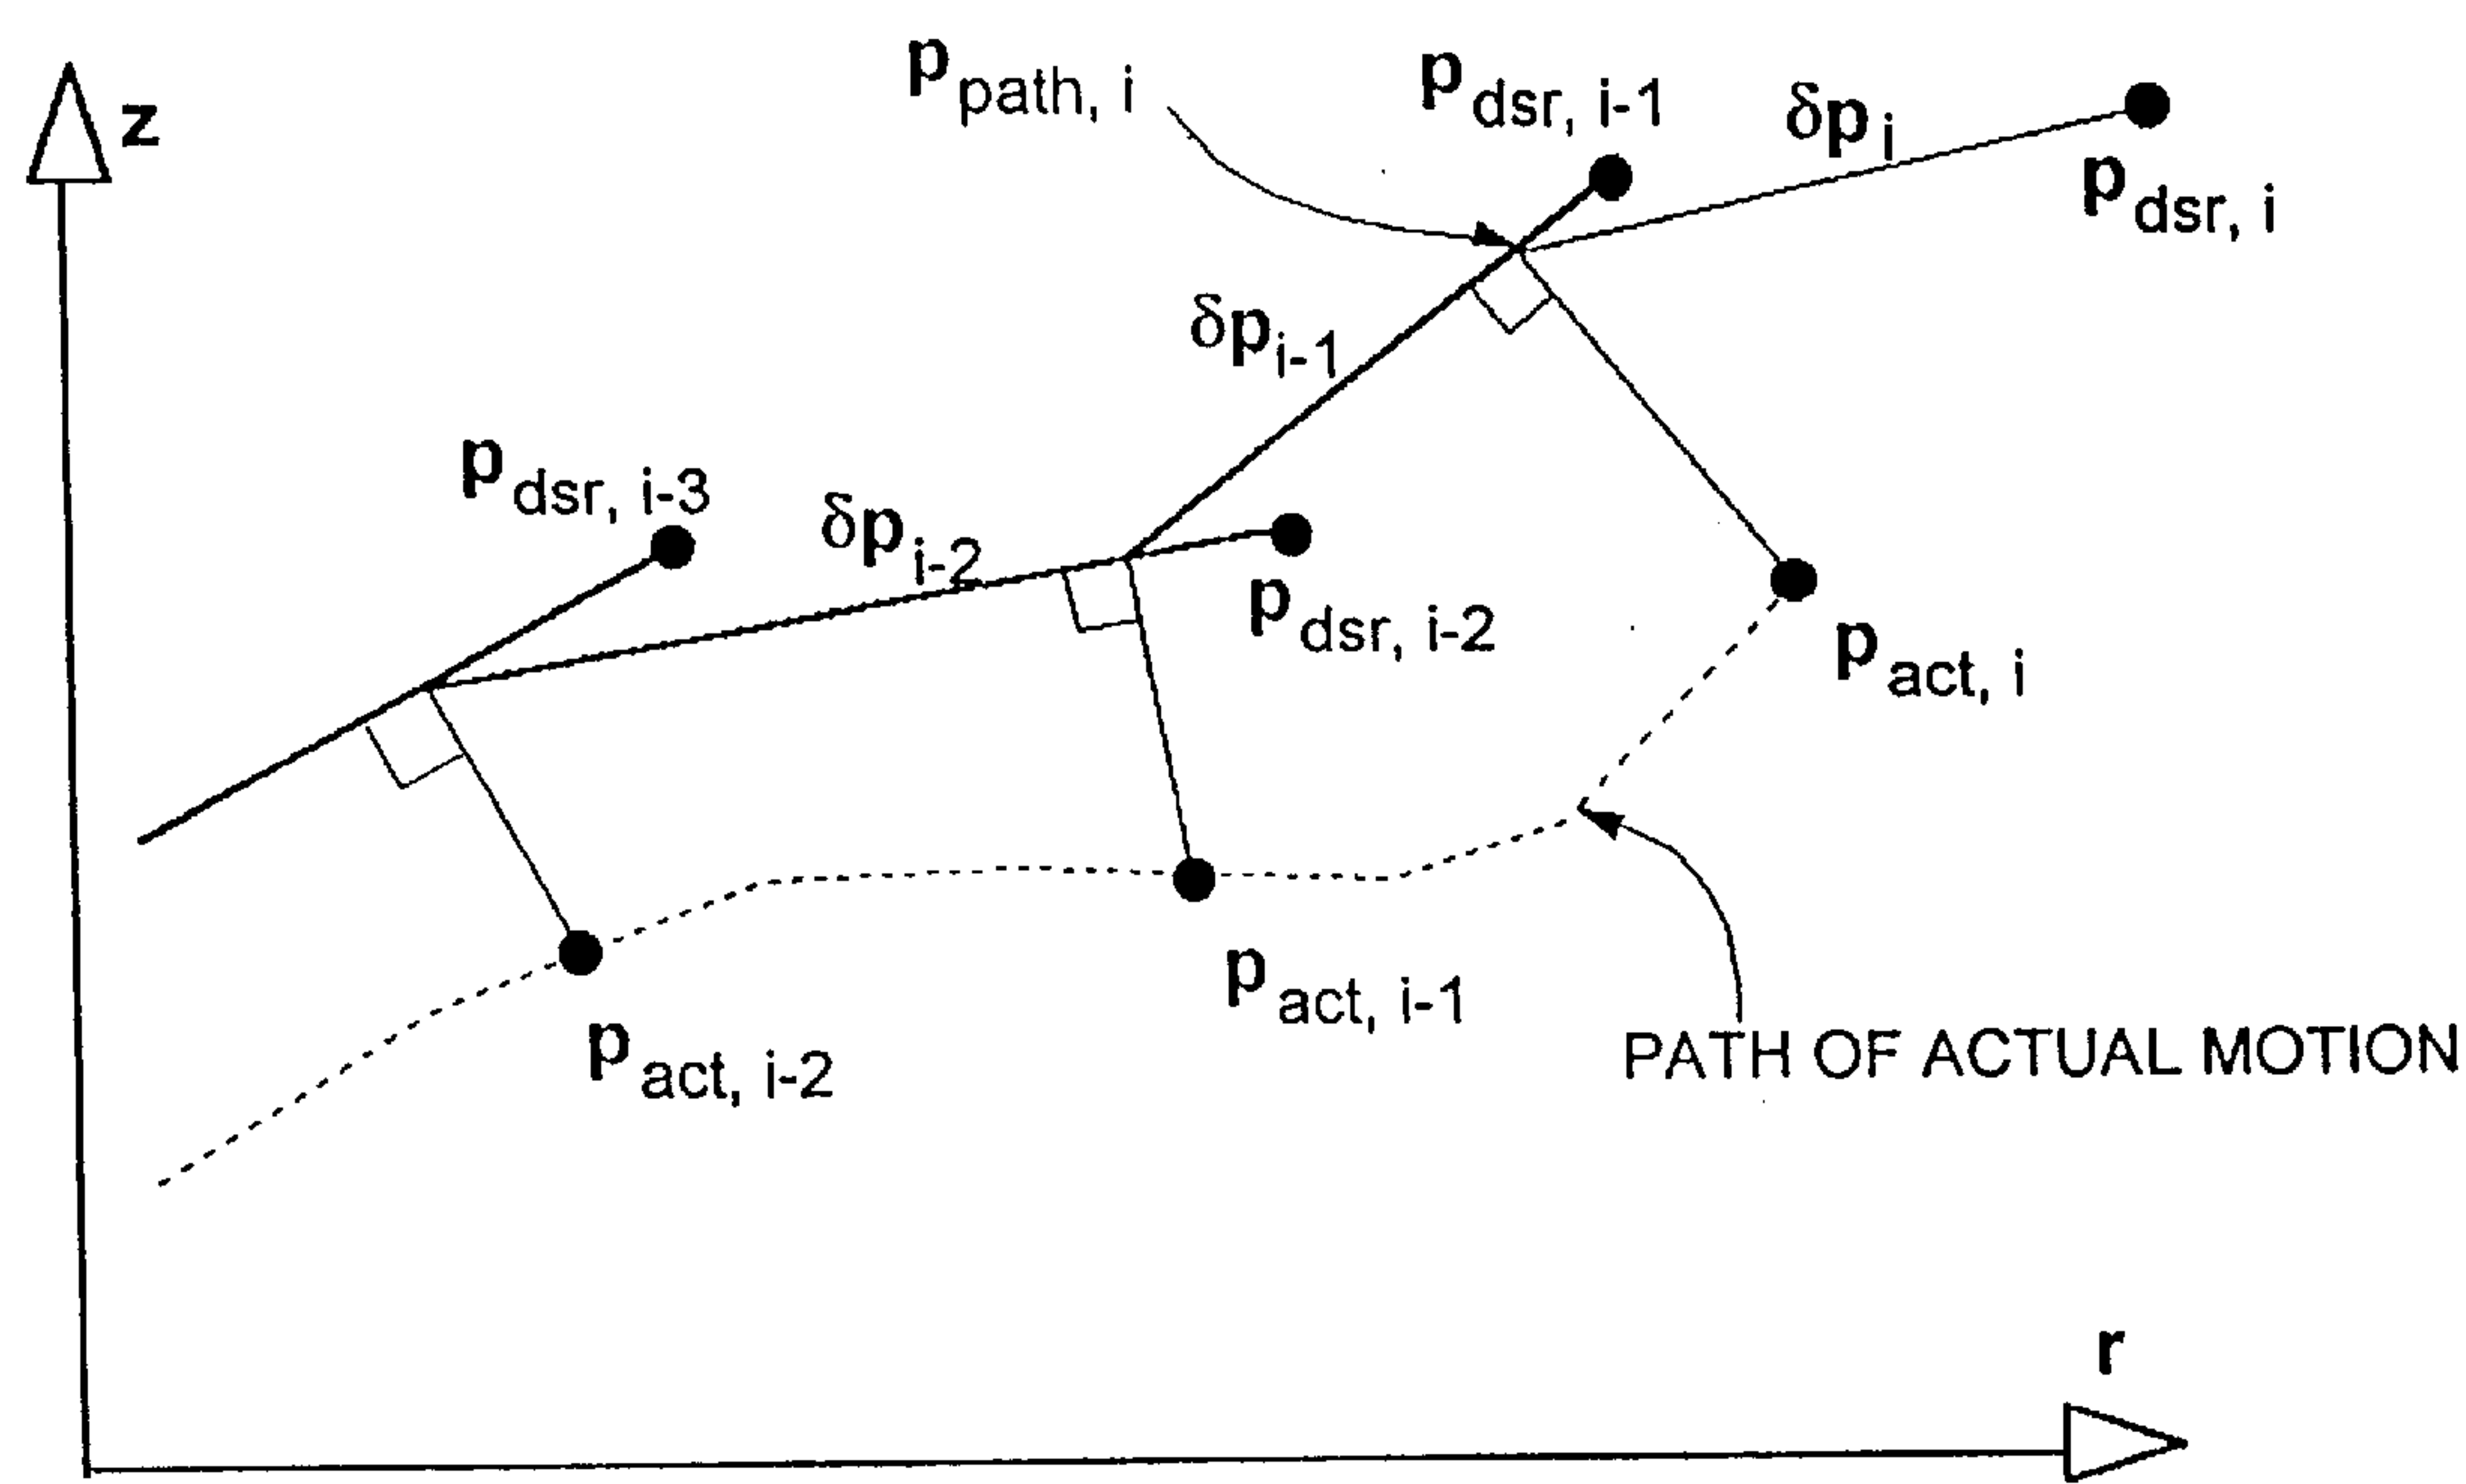 z
p path, i
p dsr, i-1
δp i
p dsr, i
δp i-1
p dsr, i-3
δp i-2
p dsr, i-2
p act, i
p act, i-1
p act, i-2
PATH OF ACTUAL MOTION
r